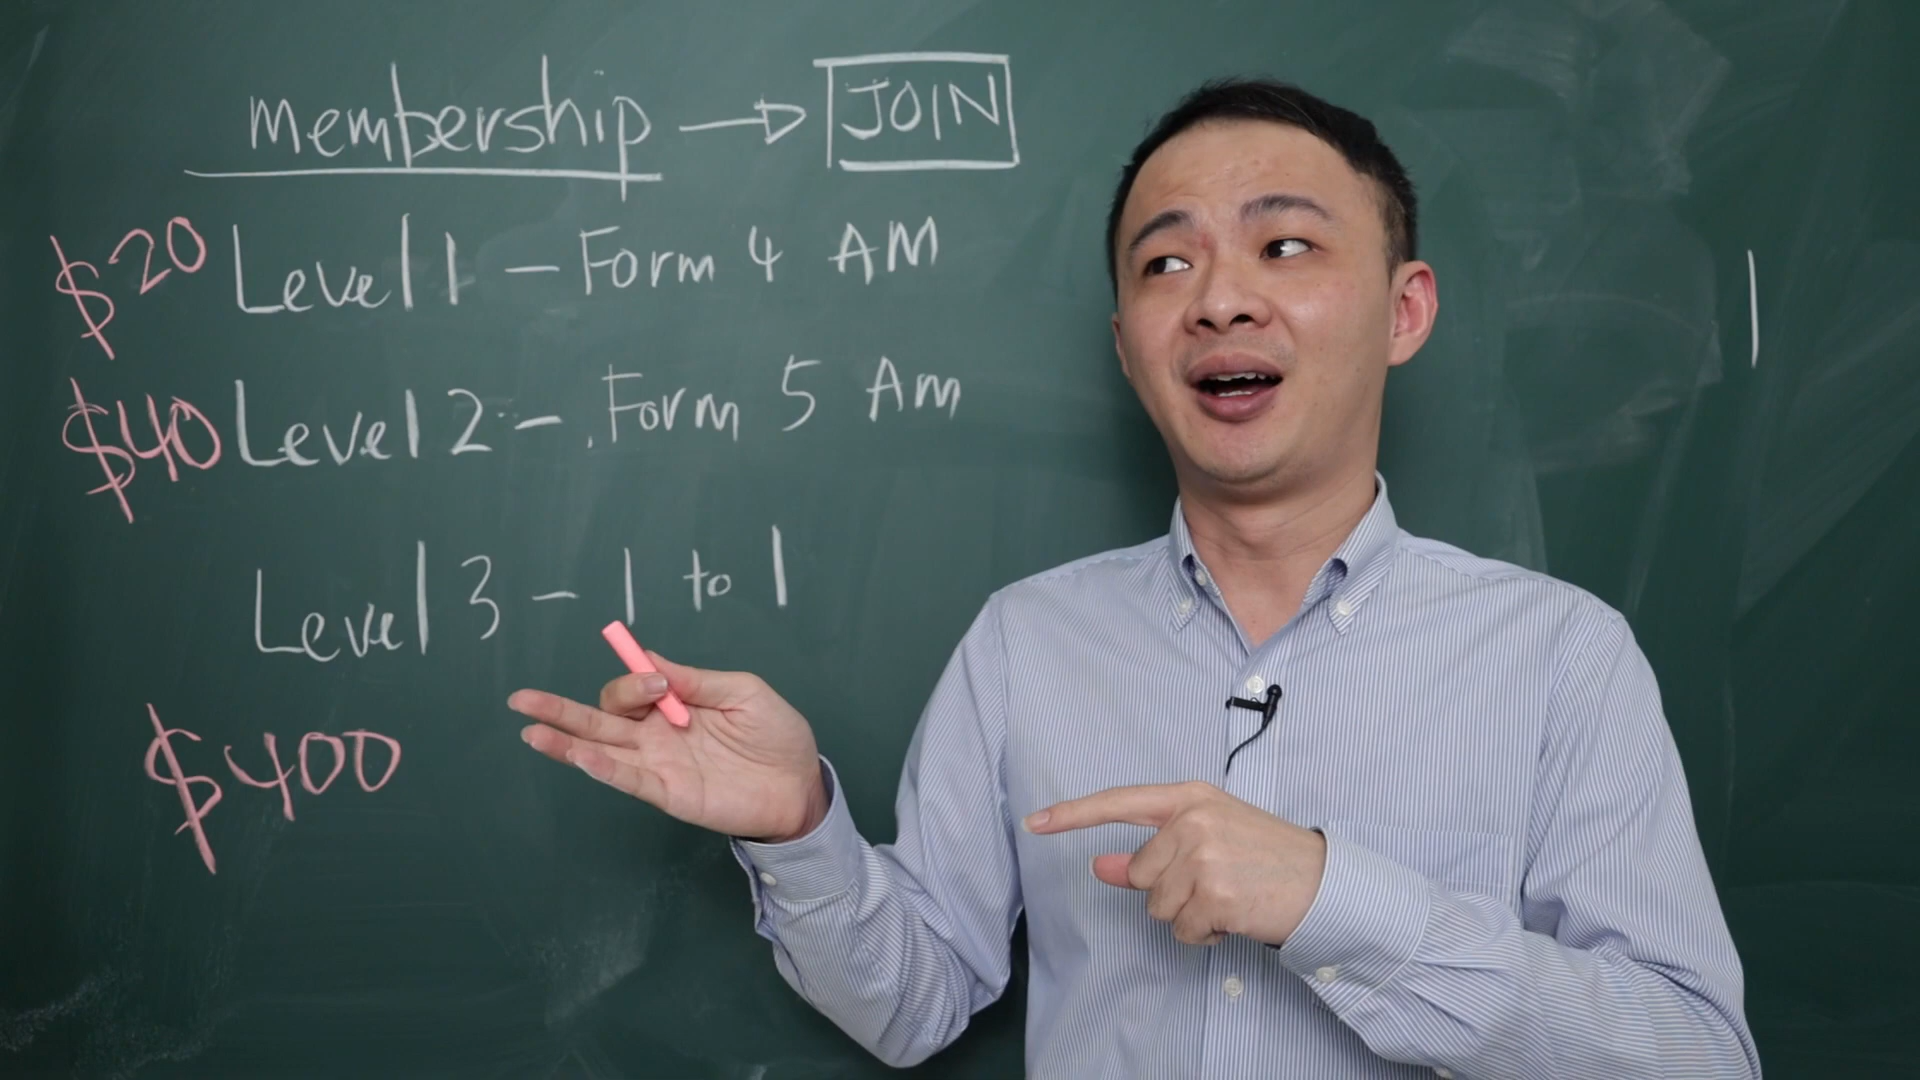 membership → JOIN
$20 Level 1 - Form 4 AM
$40 Level 2 - Form 5 Am
Level 3 - 1 to 1
$400